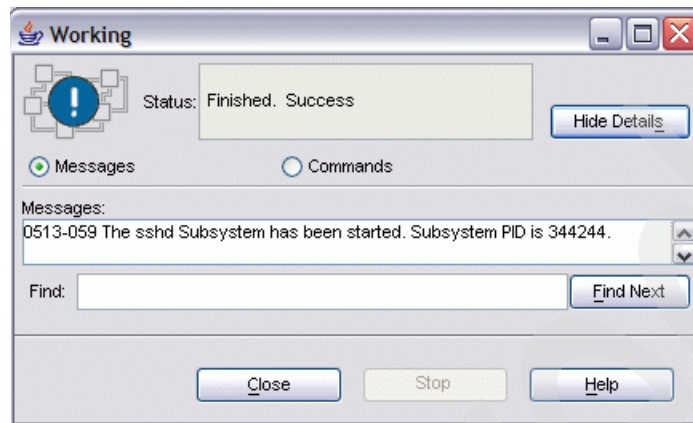 Working
Status: Finished. Success
Hide Details
Messages Commands
Messages:
0513-059 The sshd Subsystem has been started. Subsystem PID is 344244.
Find: Find Next
Close Stop Help